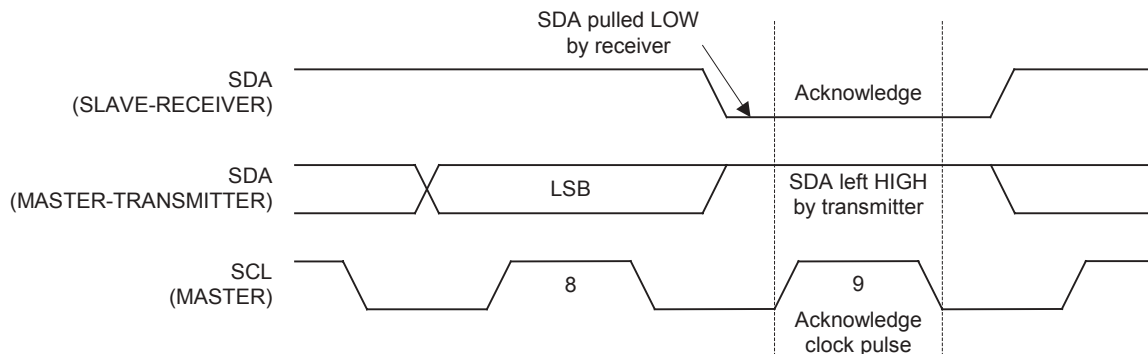 SDA pulled LOW
by receiver
SDA
(SLAVE-RECEIVER)
Acknowledge
SDA
(MASTER-TRANSMITTER)
LSB
SDA left HIGH
by transmitter
SCL
(MASTER)
8
9
Acknowledge
clock pulse